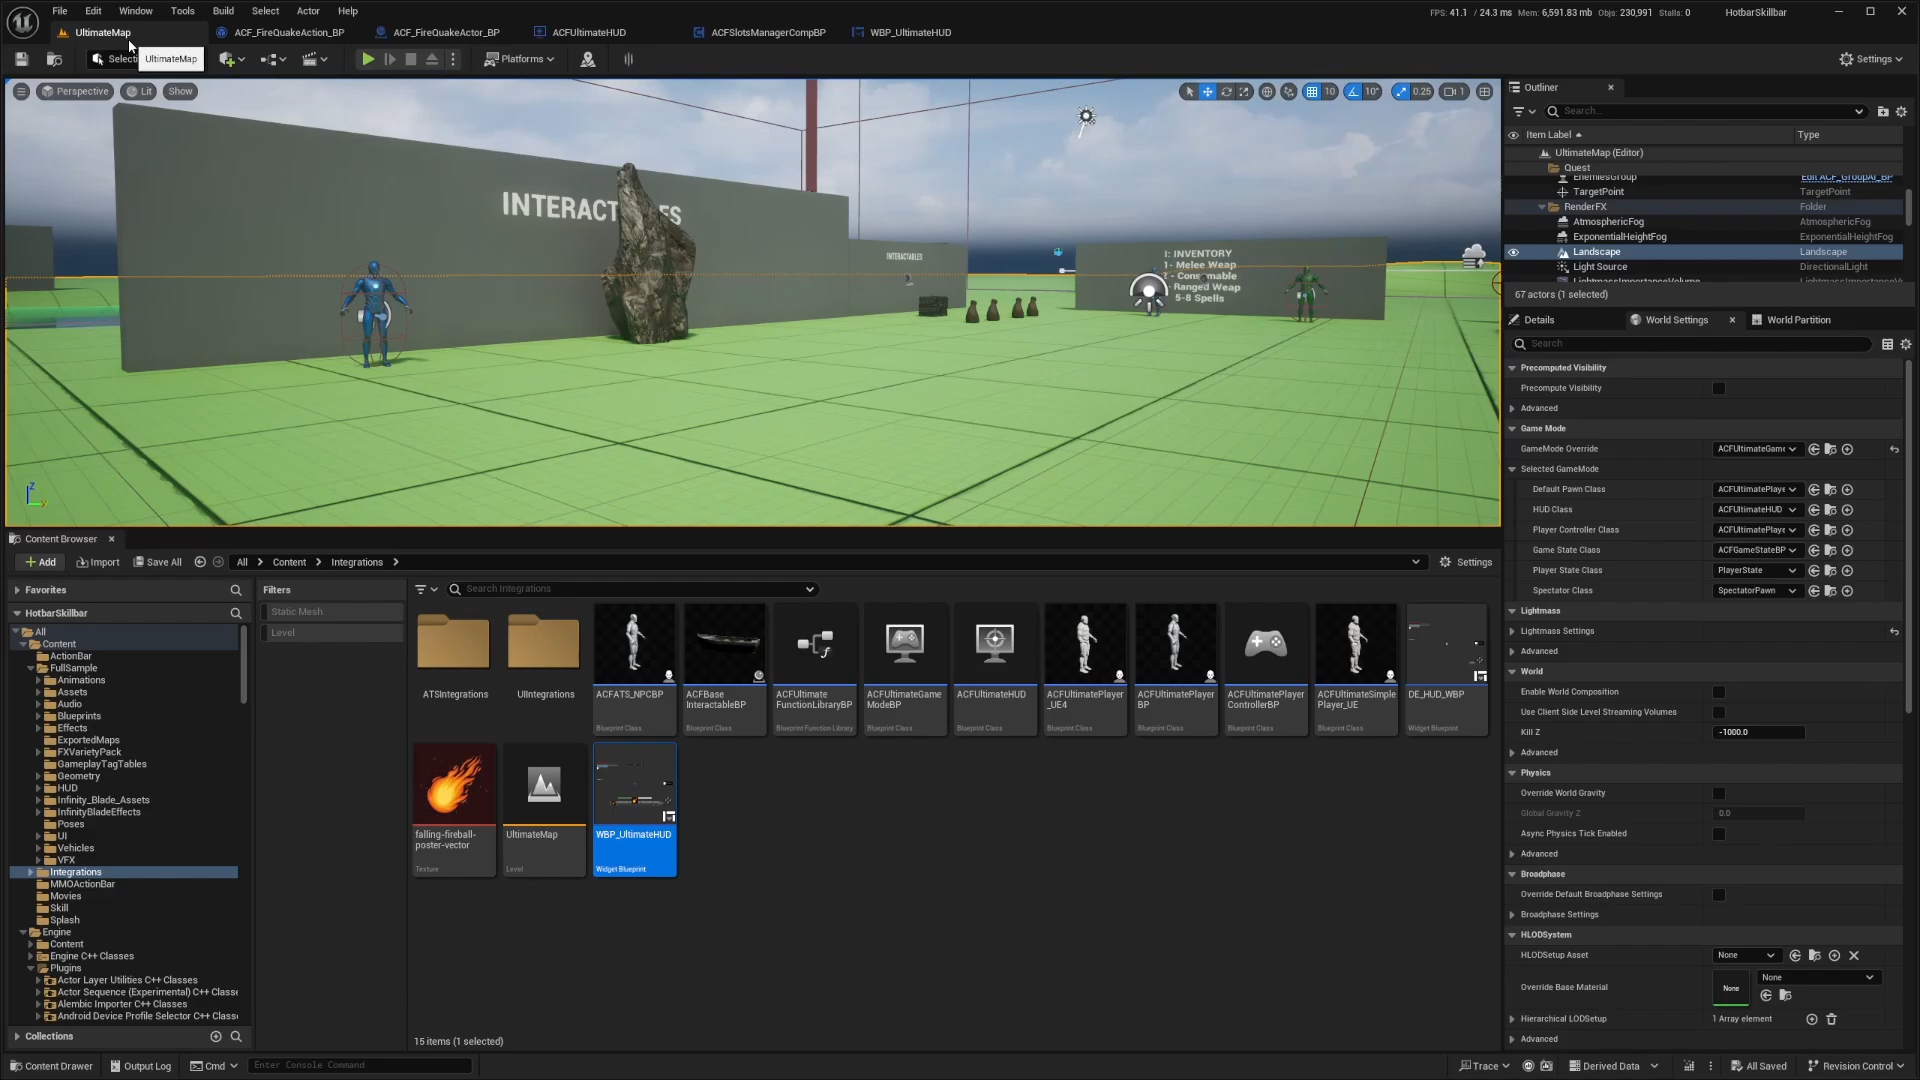 File Edit Window Tools Build Select Actor Help
FPS: 41.1 / 24.3 ms Mem: 6,591.83 mb Objs: 230,991 Stalls: 0 HotbarSkillbar
UltimateMap ACF_FireQuakeAction_BP ACF_FireQuakeActor_BP ACFUltimateHUD ACFSlotsManagerCompBP WBP_UltimateHUD
Selecti UltimateMap Platforms Settings
Perspective Lit Show 10 10° 0.25 1
INTERACT ES
INTERACTABLES
I: INVENTORY
1- Melee Weap
Ranged Weap
5-8 Spells
Outliner
Search...
Item Label Type
UltimateMap (Editor)
Quest
EnemiesGroup Edit ACF_GroupAI_BP
TargetPoint TargetPoint
RenderFX Folder
AtmosphericFog AtmosphericFog
ExponentialHeightFog ExponentialHeightFog
Landscape Landscape
Light Source DirectionalLight
67 actors (1 selected)
Details World Settings World Partition
Search
Precomputed Visibility
Precompute Visibility
Advanced
Game Mode
GameMode Override ACFUltimateGame
Selected GameMode
Default Pawn Class ACFUltimatePlaye
HUD Class ACFUltimateHUD
Player Controller Class ACFUltimatePlaye
Game State Class ACFGameStateBP
Player State Class PlayerState
Spectator Class SpectatorPawn
Lightmass
Lightmass Settings
Advanced
World
Enable World Composition
Use Client Side Level Streaming Volumes
Kill Z -1000.0
Advanced
Physics
Override World Gravity
Global Gravity Z 0.0
Async Physics Tick Enabled
Advanced
Broadphase
Override Default Broadphase Settings
Broadphase Settings
HLODSystem
HLODSetup Asset None
None
Override Base Material None
Hierarchical LODSetup 1 Array element
Advanced
Content Browser
Add Import Save All All Content Integrations Settings
Favorites
HotbarSkillbar
All
Content
ActionBar
FullSample
Animations
Assets
Audio
Blueprints
Effects
ExportedMaps
FXVarietyPack
GameplayTagTables
Geometry
HUD
Infinity_Blade_Assets
InfinityBladeEffects
Poses
UI
Vehicles
VFX
Integrations
MMOActionBar
Movies
Skill
Splash
Engine
Content
Engine C++ Classes
Plugins
Actor Layer Utilities C++ Classes
Actor Sequence (Experimental) C++ Classe
Alembic Importer C++ Classes
Android Device Profile Selector C++ Classe
Collections
Filters
Static Mesh
Level
Search Integrations
ATSIntegrations
UIIntegrations
ACFATS_NPCBP
Blueprint Class
ACFBase
InteractableBP
Blueprint Class
ACFUltimate
FunctionLibraryBP
Blueprint Function Library
ACFUltimateGame
ModeBP
Blueprint Class
ACFUltimateHUD
Blueprint Class
ACFUltimatePlayer
_UE4
Blueprint Class
ACFUltimatePlayer
BP
Blueprint Class
ACFUltimatePlayer
ControllerBP
Blueprint Class
ACFUltimateSimple
Player_UE
Blueprint Class
DE_HUD_WBP
Widget Blueprint
falling-fireball-
poster-vector
Texture
UltimateMap
Level
WBP_UltimateHUD
Widget Blueprint
15 items (1 selected)
Content Drawer Output Log Cmd Enter Console Command Trace Derived Data All Saved Revision Control